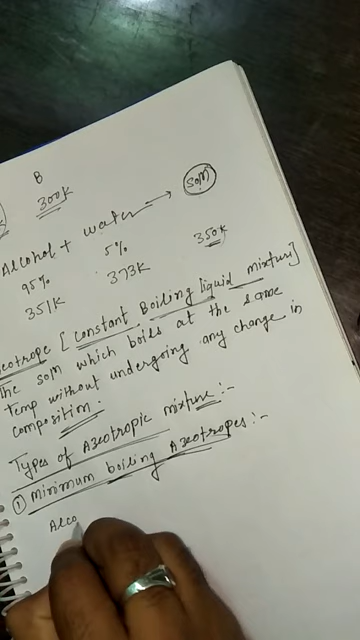 B
300K
Alcohol + water → soln
95% 5% 350K
351K 373K
[Constant Boiling liquid mixture]
The soln which boils at the same
temp without undergoing any change in
composition.
Types of Azeotropic mixture :-
① Minimum boiling Azeotropes :-
Alco